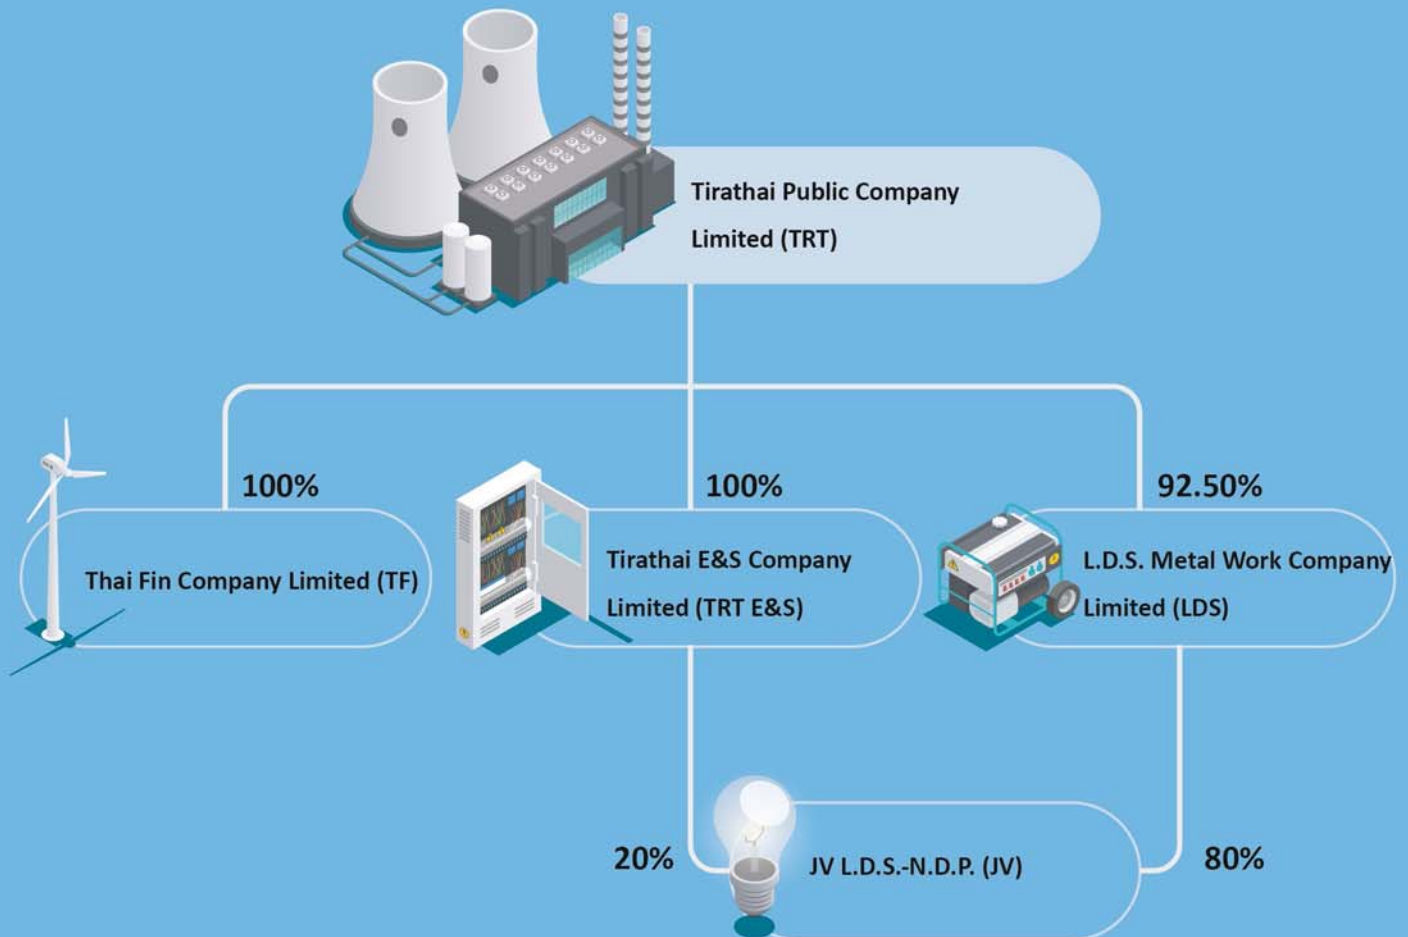 Tirathai Public Company
Limited (TRT)
100%
100%
92.50%
Thai Fin Company Limited (TF)
Tirathai E&S Company
Limited (TRT E&S)
L.D.S. Metal Work Company
Limited (LDS)
20%
JV L.D.S.-N.D.P. (JV)
80%